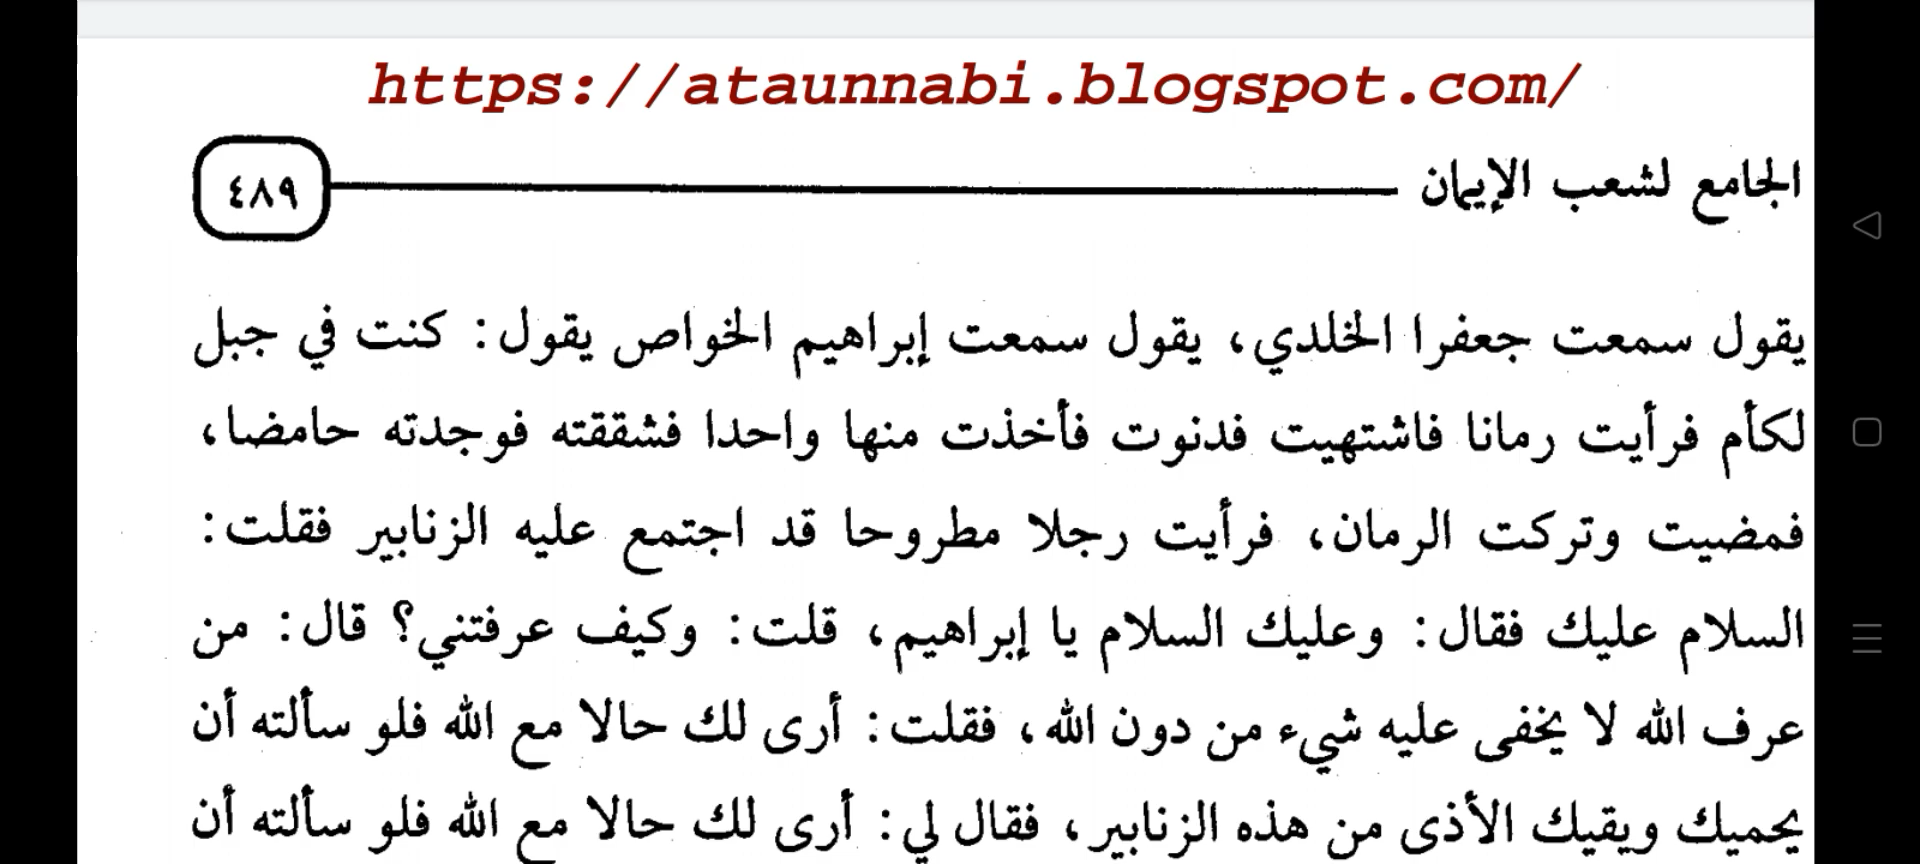 https://ataunnabi.blogspot.com/
الجامع لشعب الإيمان ٤٨٩
يقول سمعت جعفرا الخلدي، يقول سمعت إبراهيم الخواص يقول: كنت في جبل
لكأم فرأيت رمانا فاشتهيت فدنوت فأخذت منها واحدا فشققته فوجدته حامضا،
فمضيت وتركت الرمان، فرأيت رجلا مطروحا قد اجتمع عليه الزنابير فقلت:
السلام عليك فقال: وعليك السلام يا إبراهيم، قلت: وكيف عرفتني؟ قال: من
عرف الله لا يخفى عليه شيء من دون الله، فقلت: أرى لك حالا مع الله فلو سألته أن
يحميك ويقيك الأذى من هذه الزنابير، فقال لي: أرى لك حالا مع الله فلو سألته أن